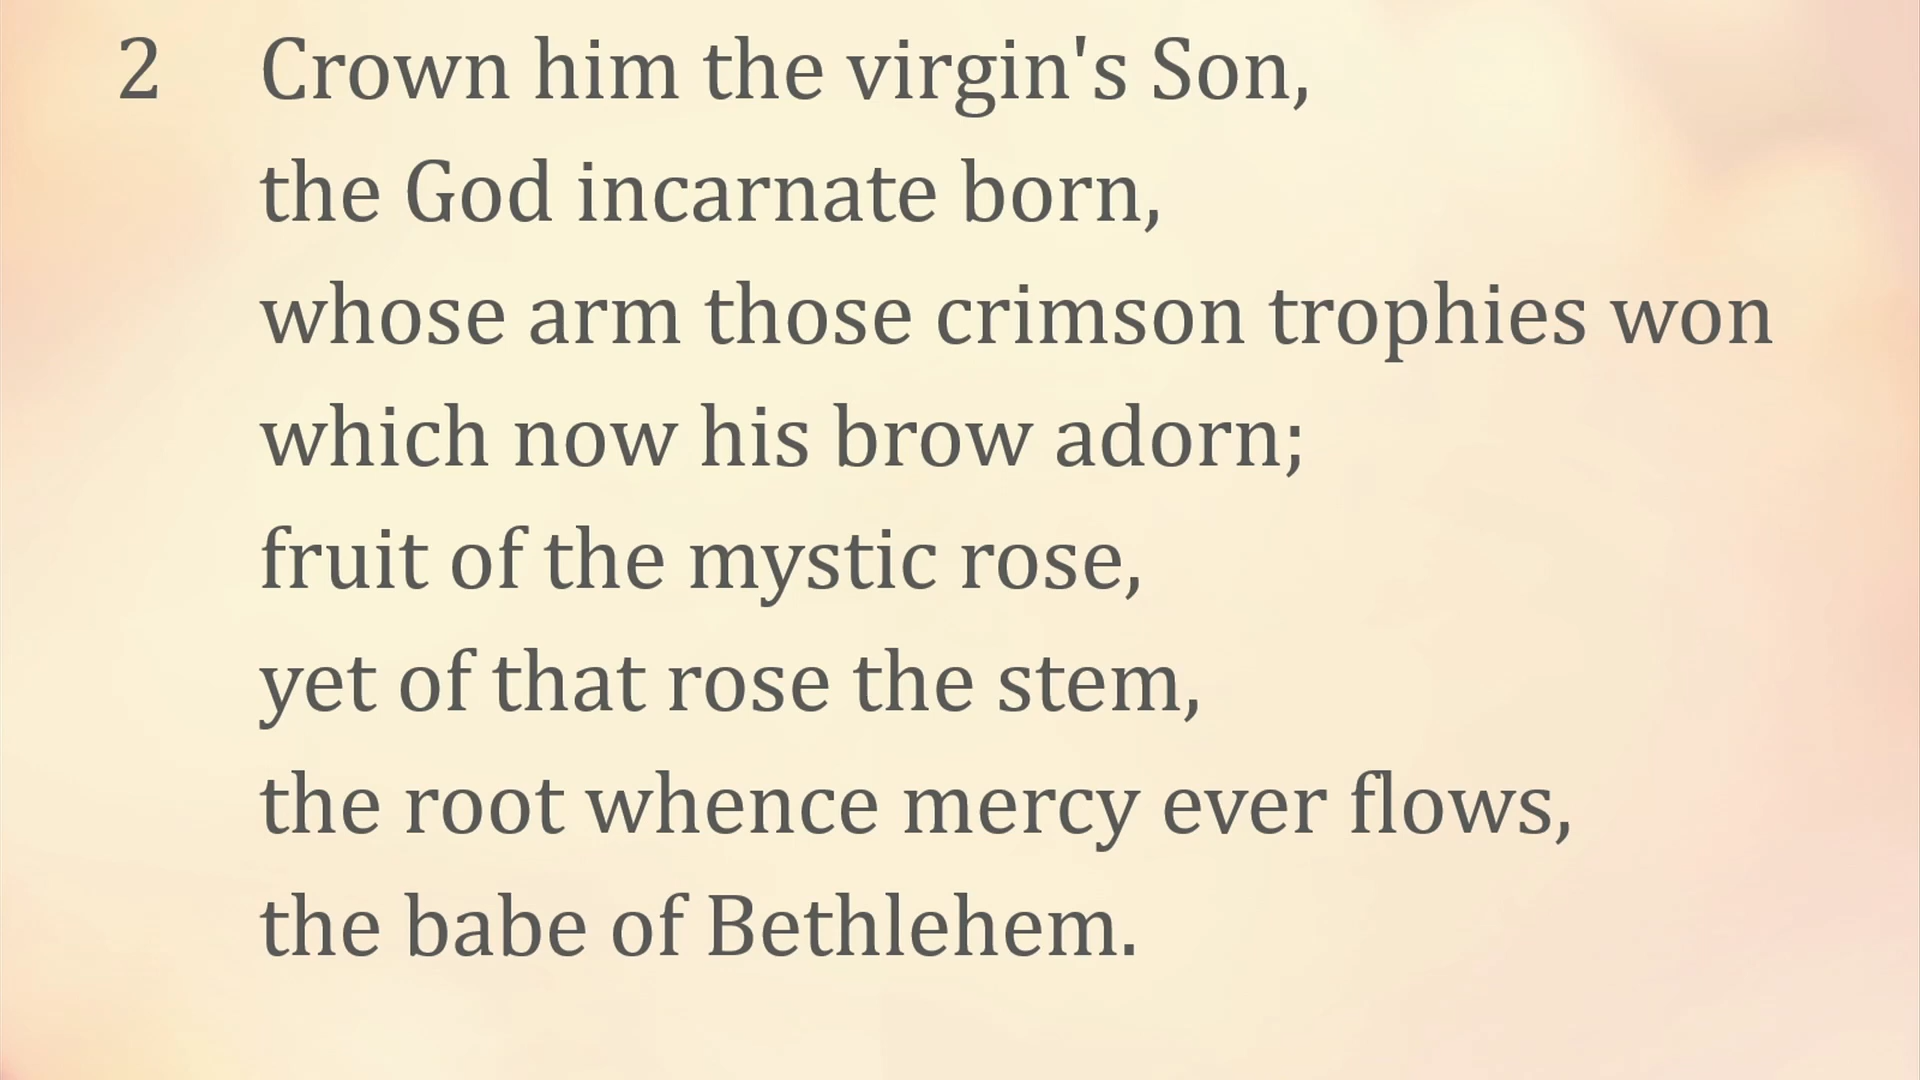 2 Crown him the virgin's Son,
the God incarnate born,
whose arm those crimson trophies won
which now his brow adorn;
fruit of the mystic rose,
yet of that rose the stem,
the root whence mercy ever flows,
the babe of Bethlehem.